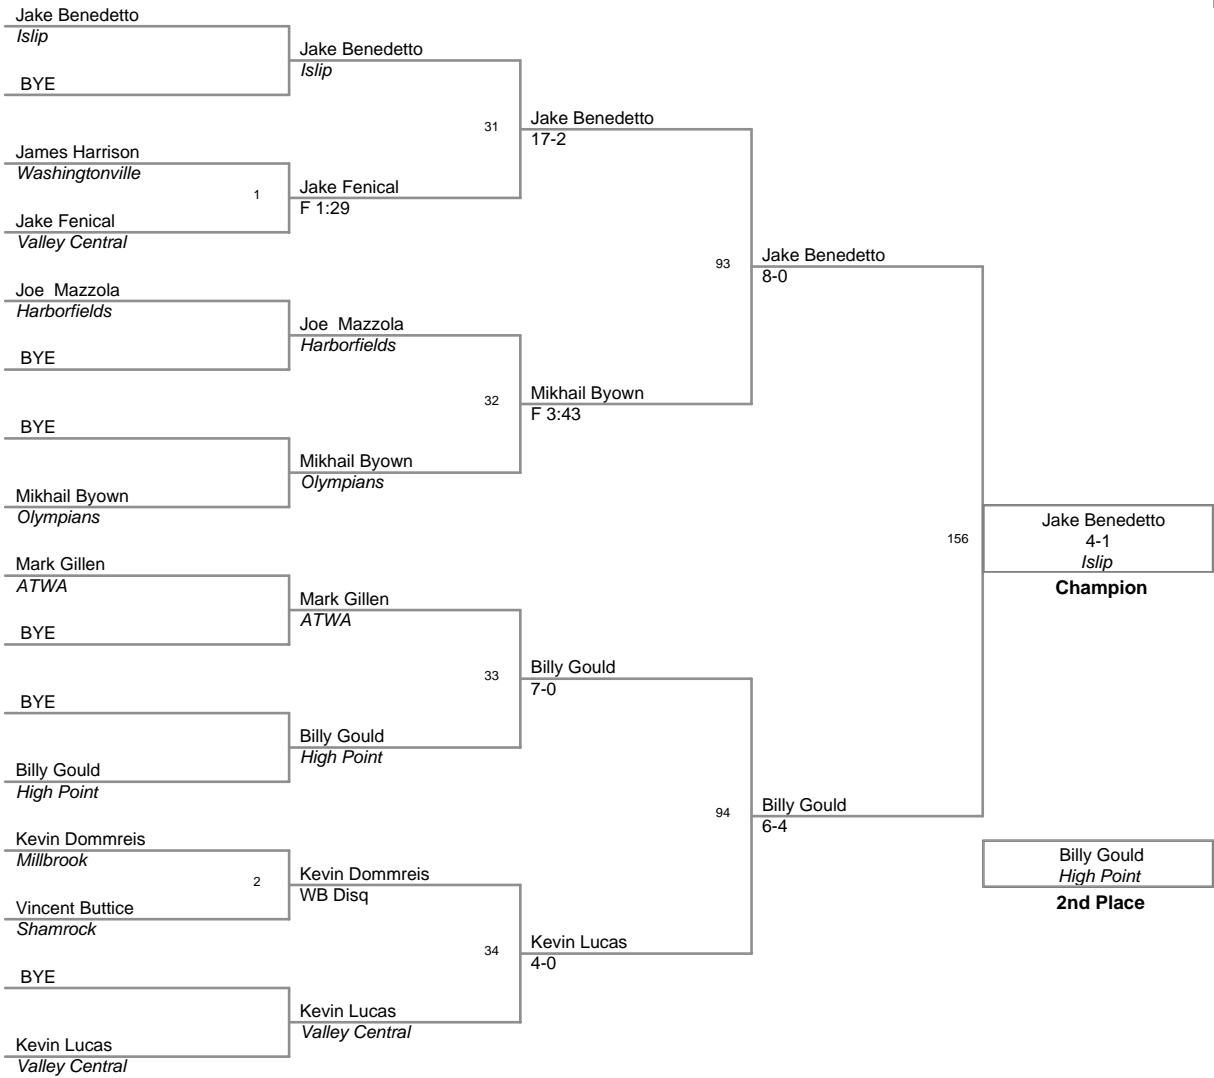 Jake Benedetto
Islip
BYE
James Harrison
Washingtonville
1
Jake Fenical
Valley Central
Joe  Mazzola
Harborfields
BYE
BYE
Mikhail Byown
Olympians
Mark Gillen
ATWA
BYE
BYE
Billy Gould
High Point
Kevin Dommreis
Millbrook
2
Vincent Buttice
Shamrock
BYE
Kevin Lucas
Valley Central
Jake Benedetto
Islip
31
Jake Fenical
F 1:29
Joe  Mazzola
Harborfields
32
Mikhail Byown
Olympians
Mark Gillen
ATWA
33
Billy Gould
High Point
Kevin Dommreis
WB Disq
34
Kevin Lucas
Valley Central
Jake Benedetto
17-2
93
Mikhail Byown
F 3:43
Billy Gould
7-0
94
Kevin Lucas
4-0
Jake Benedetto
8-0
156
Billy Gould
6-4
Jake Benedetto
4-1
Islip
Champion
Billy Gould
High Point
2nd Place